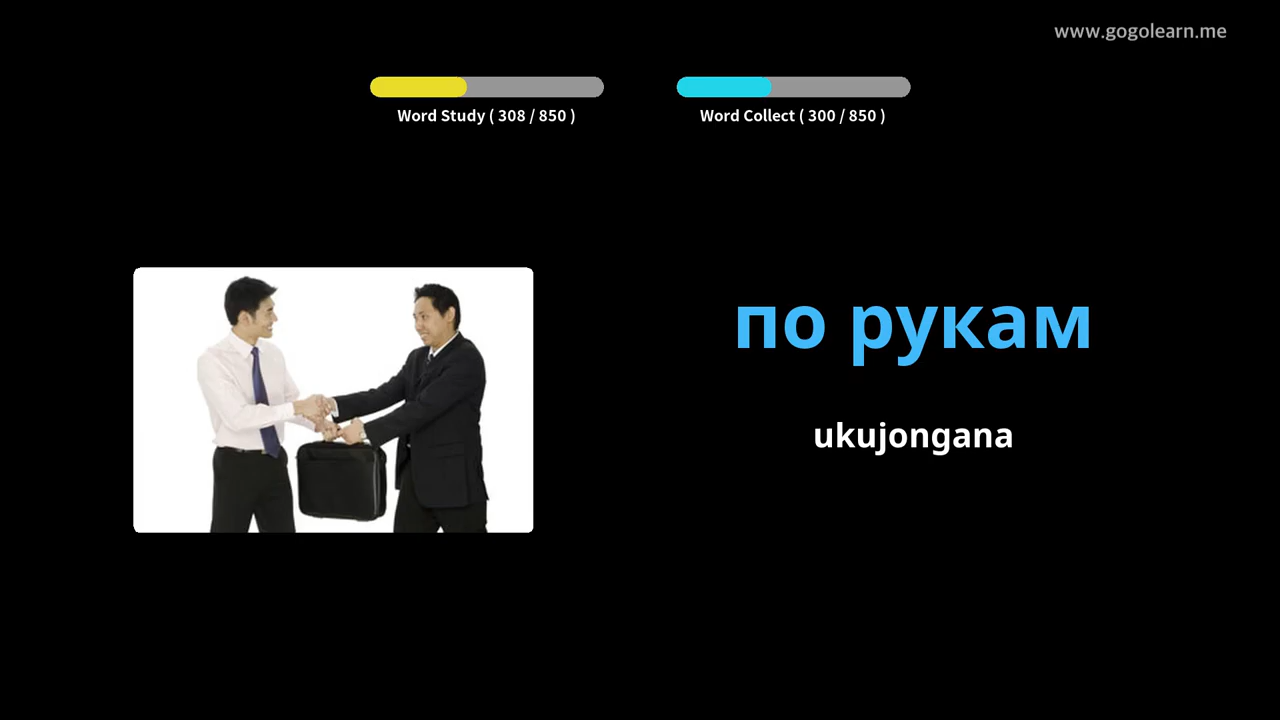 www.gogolearn.me
Word Study ( 308 / 850 )
Word Collect ( 300 / 850 )
по рукам
ukujongana